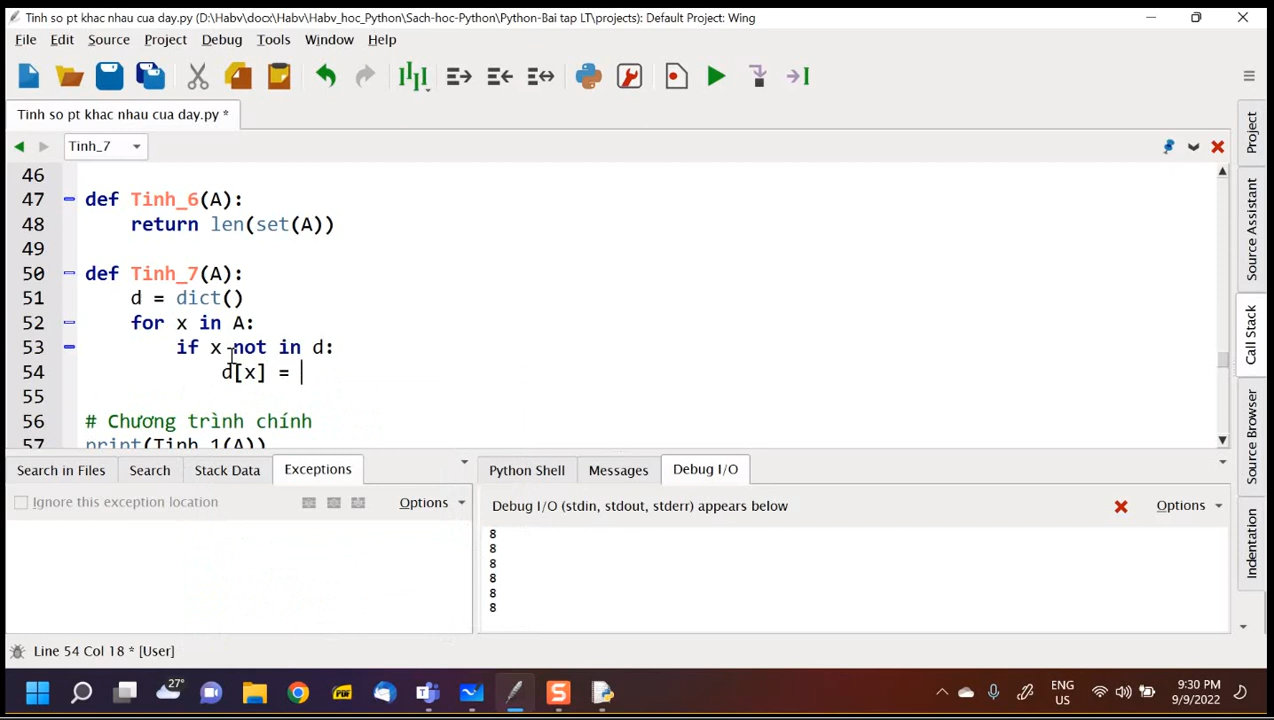 Tinh so pt khac nhau cua day.py (D:\Habv\docx\Habv\Habv_hoc_Python\Sach-hoc-Python\Python-Bai tap LT\projects): Default Project: Wing
File Edit Source Project Debug Tools Window Help
Tinh so pt khac nhau cua day.py *
Tinh_7
46
47 def Tinh_6(A):
48 return len(set(A))
49
50 def Tinh_7(A):
51 d = dict()
52 for x in A:
53 if x not in d:
54 d[x] =
55
56 # Chương trình chính
57 print(Tinh_1(A))
Project
Source Assistant
Call Stack
Source Browser
Indentation
Search in Files Search Stack Data Exceptions
Ignore this exception location Options
Python Shell Messages Debug I/O
Debug I/O (stdin, stdout, stderr) appears below Options
8
8
8
8
8
8
Line 54 Col 18 * [User]
27°
PDF
S
ENG
US
9:30 PM
9/9/2022